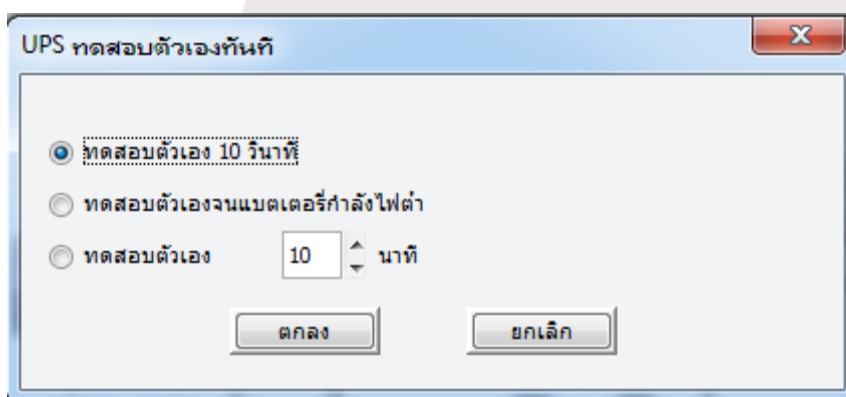 UPS ทดสอบตัวเองทันที
ทดสอบตัวเอง 10 วินาที
ทดสอบตัวเองจนแบตเตอรี่กำลังไฟต่ำ
ทดสอบตัวเอง 10 นาที
ตกลง ยกเลิก